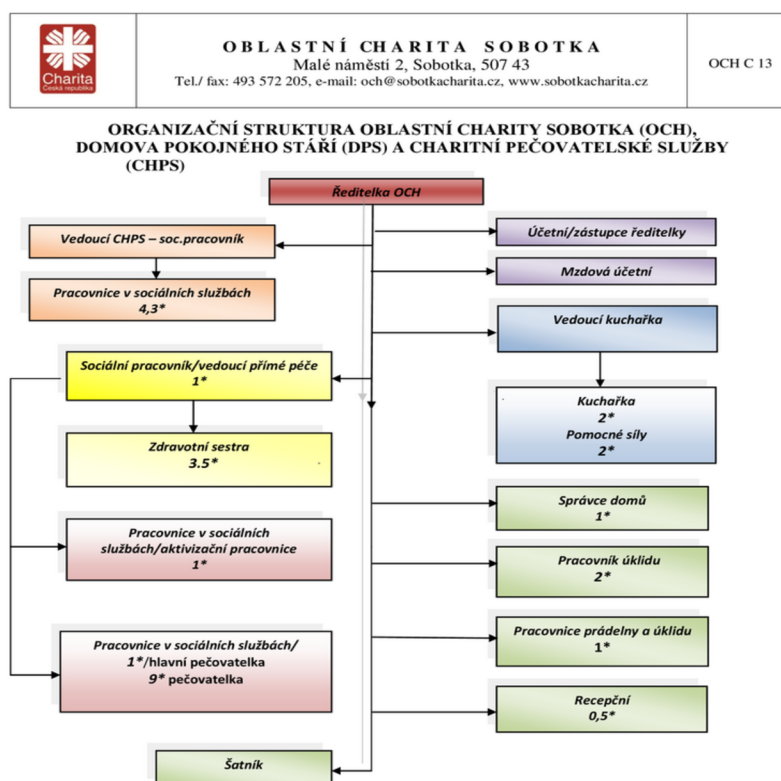 Charita
Česká republika
OBLASTNÍ CHARITA SOBOTKA
Malé náměstí 2, Sobotka, 507 43
Tel./ fax: 493 572 205, e-mail: och@sobotkacharita.cz, www.sobotkacharita.cz
OCH C 13
ORGANIZAČNÍ STRUKTURA OBLASTNÍ CHARITY SOBOTKA (OCH),
DOMOVA POKOJNÉHO STÁŘÍ (DPS) A CHARITNÍ PEČOVATELSKÉ SLUŽBY
(CHPS)
Ředitelka OCH
Vedoucí CHPS – soc.pracovník
Pracovnice v sociálních službách
4,3*
Sociální pracovník/vedoucí přímé péče
1*
Zdravotní sestra
3.5*
Pracovnice v sociálních
službách/aktivizační pracovnice
1*
Pracovnice v sociálních službách/
1*/hlavní pečovatelka
9* pečovatelka
Šatník
Účetní/zástupce ředitelky
Mzdová účetní
Vedoucí kuchařka
Kuchařka
2*
Pomocné síly
2*
Správce domů
1*
Pracovník úklidu
2*
Pracovnice prádelny a úklidu
1*
Recepční
0,5*